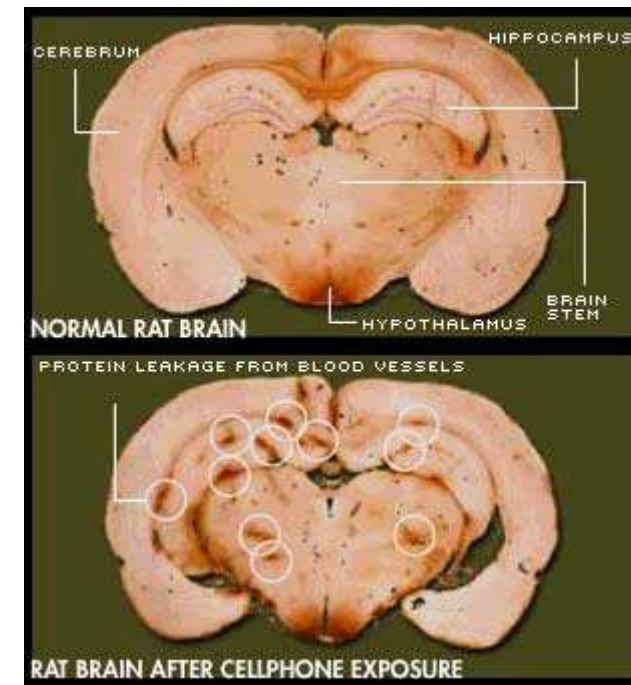 CEREBRUM
HIPPOCAMPUS
BRAIN
STEM
HYPOTHALAMUS
NORMAL RAT BRAIN
PROTEIN LEAKAGE FROM BLOOD VESSELS
RAT BRAIN AFTER CELLPHONE EXPOSURE